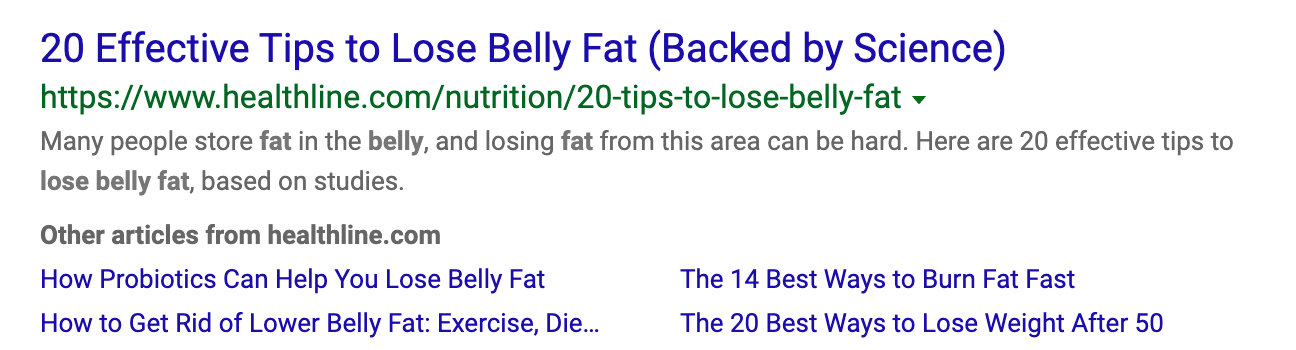 20 Effective Tips to Lose Belly Fat (Backed by Science)
https://www.healthline.com/nutrition/20-tips-to-lose-belly-fat
Many people store fat in the belly, and losing fat from this area can be hard. Here are 20 effective tips to
lose belly fat, based on studies.
Other articles from healthline.com
How Probiotics Can Help You Lose Belly Fat
The 14 Best Ways to Burn Fat Fast
How to Get Rid of Lower Belly Fat: Exercise, Die...
The 20 Best Ways to Lose Weight After 50